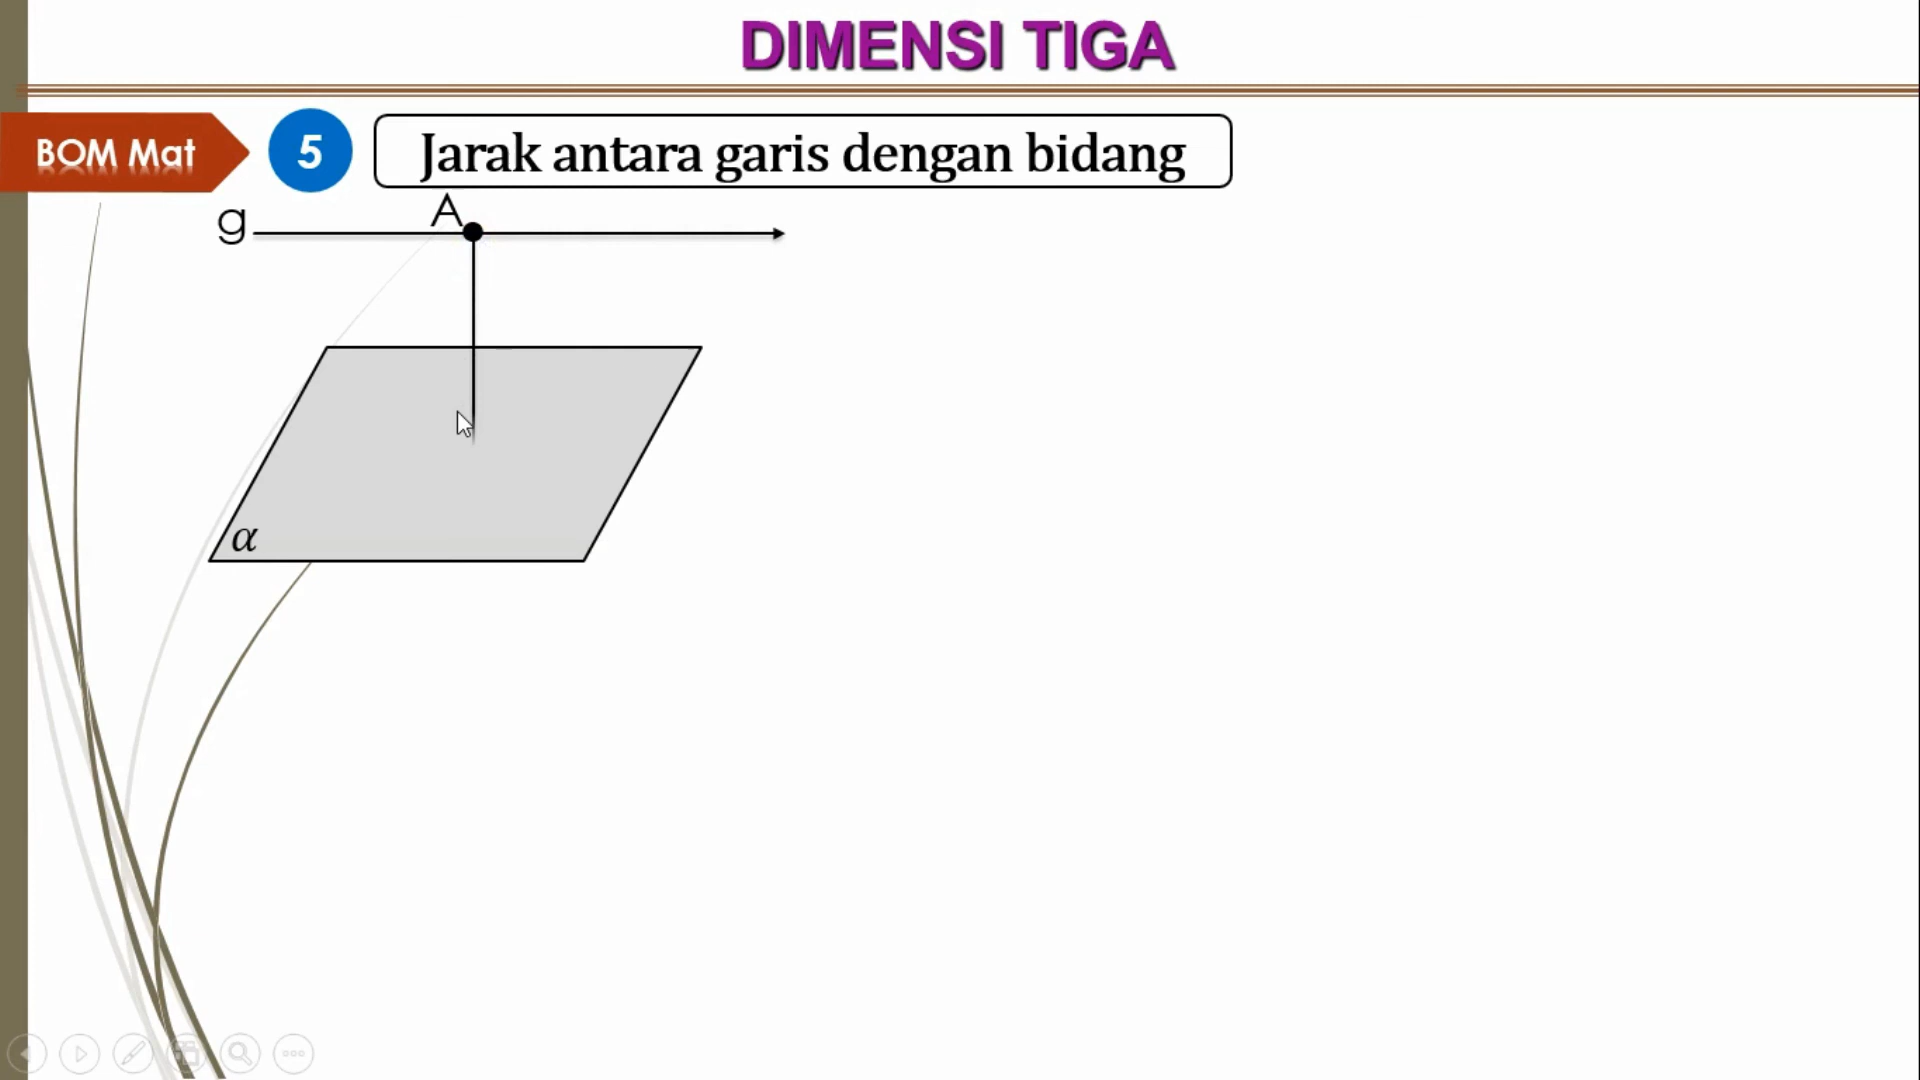 DIMENSI TIGA
BOM Mat
5
Jarak antara garis dengan bidang
A
g
α